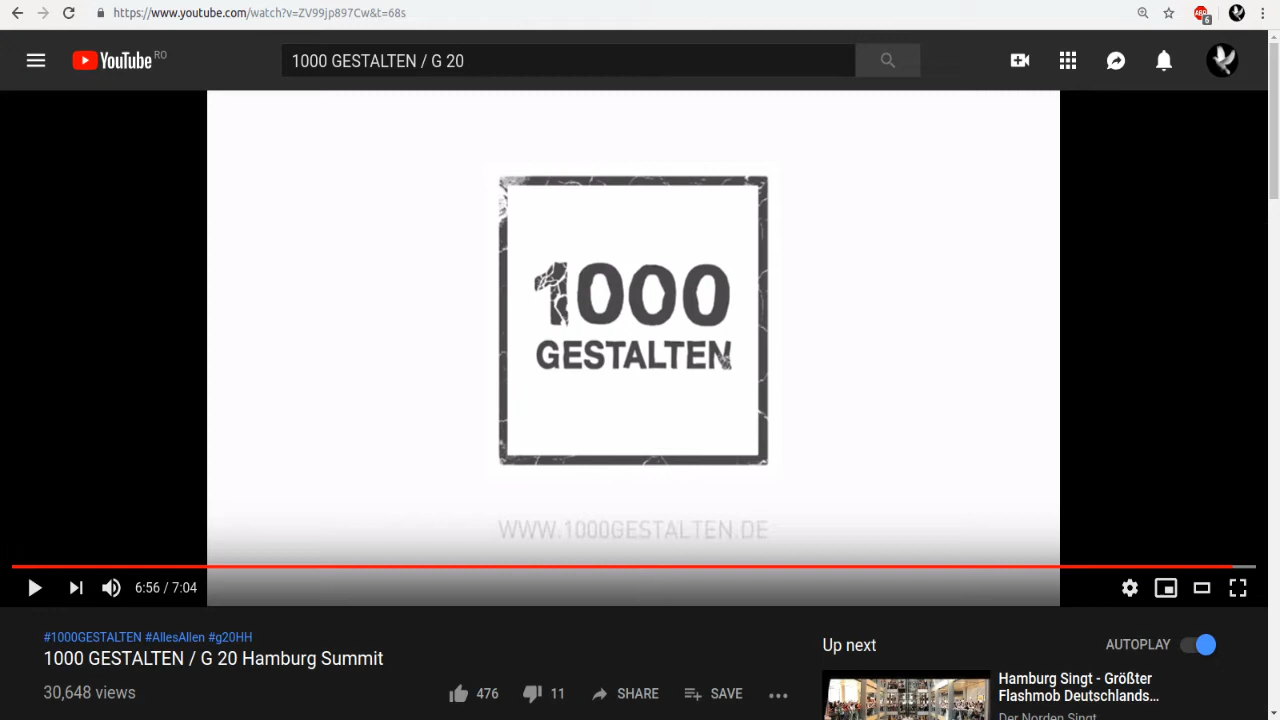 https://www.youtube.com/watch?v=ZV99jp897Cw&t=68s
ABP
6
YouTube RO
1000 GESTALTEN / G 20
1000
GESTALTEN
WWW.1000GESTALTEN.DE
6:56 / 7:04
#1000GESTALTEN #AllesAllen #g20HH
1000 GESTALTEN / G 20 Hamburg Summit
30,648 views
476
11
SHARE
SAVE
Up next
AUTOPLAY
Hamburg Singt - Größter
Flashmob Deutschlands...
Der Norden Singt